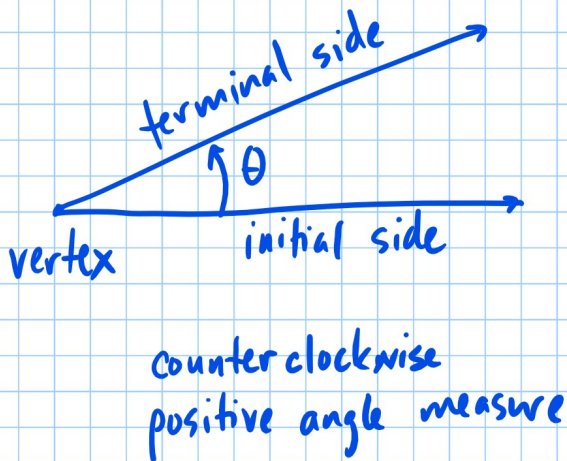 terminal side
θ
initial side
vertex
counterclockwise
positive angle measure